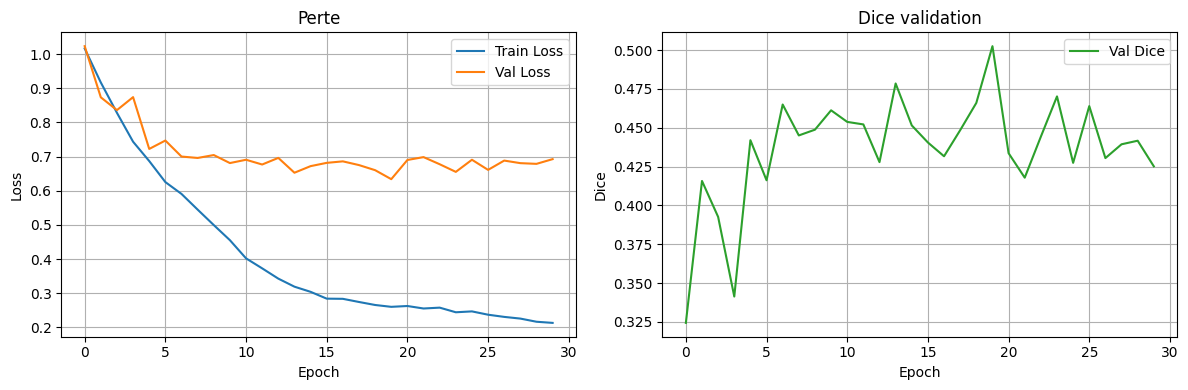 Perte
Train Loss
Val Loss
1.0
0.9
0.8
0.7
0.6
0.5
0.4
0.3
0.2
Loss
0 5 10 15 20 25 30
Epoch
Dice validation
Val Dice
0.500
0.475
0.450
0.425
0.400
0.375
0.350
0.325
Dice
0 5 10 15 20 25 30
Epoch